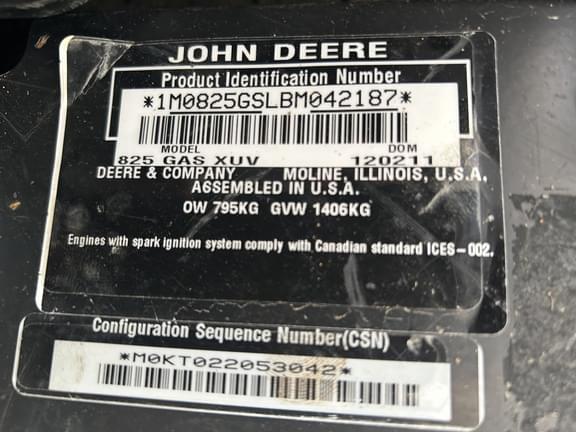 JOHN DEERE
Product Identification Number
*1M0825GSLBM042187*
MODEL DOM
825 GAS XUV 120211
DEERE & COMPANY MOLINE, ILLINOIS, U.S.A.
ASSEMBLED IN U.S.A.
OW 795KG GVW 1406KG
Engines with spark ignition system comply with Canadian standard ICES-002.
Configuration Sequence Number(CSN)
*M0KT022053042*